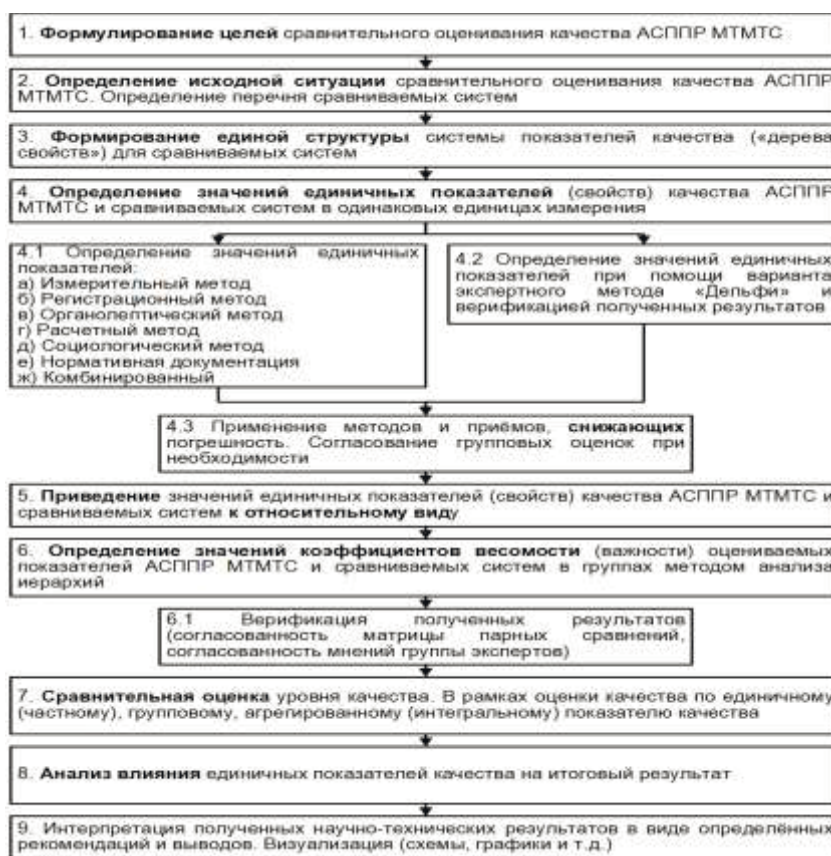 1. Формулирование целей сравнительного оценивания качества АСППР МТМТС
2. Определение исходной ситуации сравнительного оценивания качества АСППР
МТМТС. Определение перечня сравниваемых систем
3. Формирование единой структуры системы показателей качества («дерева
свойств») для сравниваемых систем
4. Определение значений единичных показателей (свойств) качества АСППР
МТМТС и сравниваемых систем в одинаковых единицах измерения
4.1 Определение значений единичных
показателей:
а) Измерительный метод
б) Регистрационный метод
в) Органолептический метод
г) Расчетный метод
д) Социологический метод
е) Нормативная документация
ж) Комбинированный
4.2 Определение значений единичных
показателей при помощи варианта
экспертного метода «Дельфи» и
верификацией полученных результатов
4.3 Применение методов и приёмов, снижающих
погрешность. Согласование групповых оценок при
необходимости
5. Приведение значений единичных показателей (свойств) качества АСППР МТМТС и
сравниваемых систем к относительному виду
6. Определение значений коэффициентов весомости (важности) оцениваемых
показателей АСППР МТМТС и сравниваемых систем в группах методом анализа
иерархий
6.1 Верификация полученных результатов
(согласованность матрицы парных сравнений,
согласованность мнений группы экспертов)
7. Сравнительная оценка уровня качества. В рамках оценки качества по единичному
(частному), групповому, агрегированному (интегральному) показателю качества
8. Анализ влияния единичных показателей качества на итоговый результат
9. Интерпретация полученных научно-технических результатов в виде определённых
рекомендаций и выводов. Визуализация (схемы, графики и т.д.)